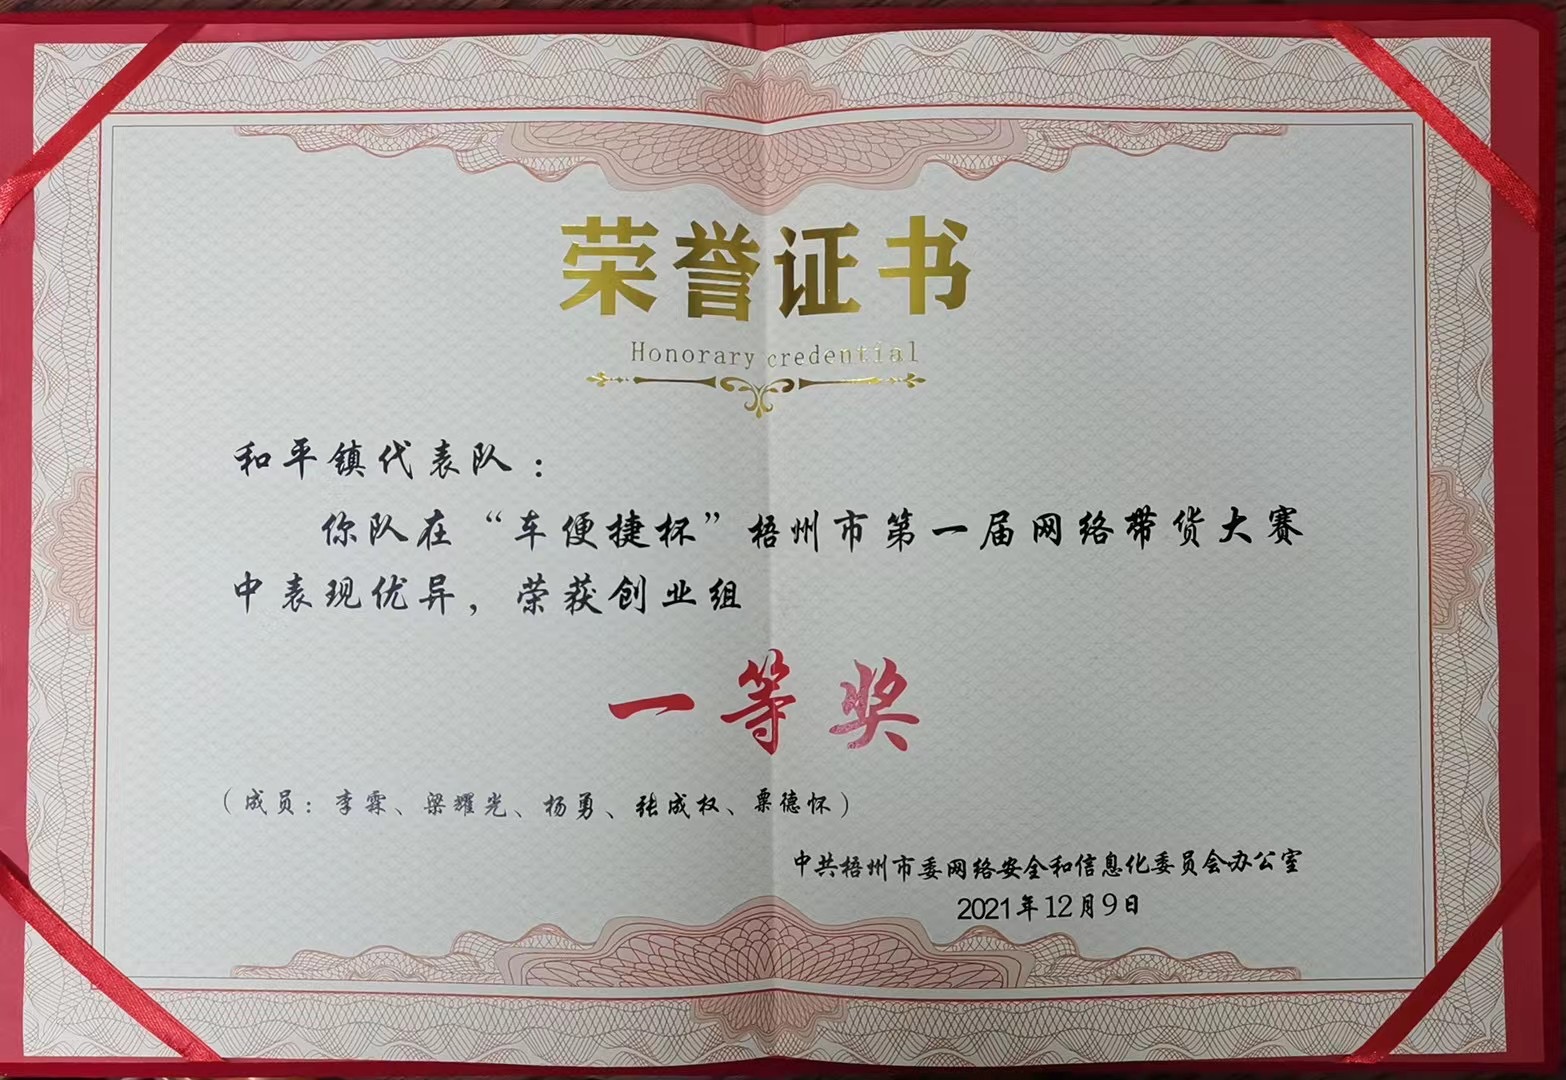 荣誉证书
Honorary credential
和平镇代表队：
你队在“车便捷杯”梧州市第一届网络带货大赛
中表现优异，荣获创业组
一等奖
（成员：李霖、梁耀光、杨勇、张成权、栗德怀）
中共梧州市委网络安全和信息化委员会办公室
2021年12月9日